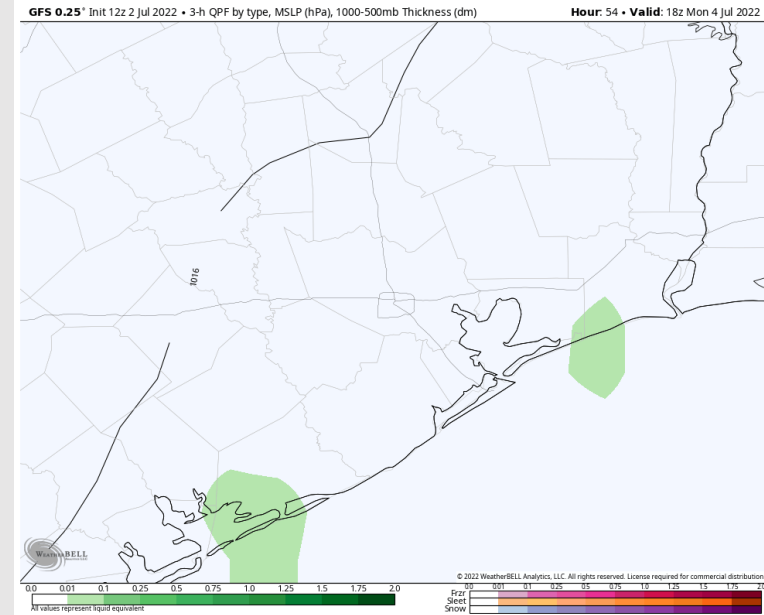 GFS 0.25° Init 12z 2 Jul 2022 • 3-h QPF by type, MSLP (hPa), 1000-500mb Thickness (dm)
Hour: 54 • Valid: 18z Mon 4 Jul 2022
1016
WEATHERBELL
© 2022 WeatherBELL Analytics, LLC. All rights reserved. License required for commercial distribution
0.0 0.01 0.1 0.25 0.5 0.75 1.0 1.25 1.5 1.75 2.0
All values represent liquid equivalent
0.0 0.01 0.1 0.25 0.5 0.75 1.0 1.25 1.5 1.75 2.0
Frzr
Sleet
Snow